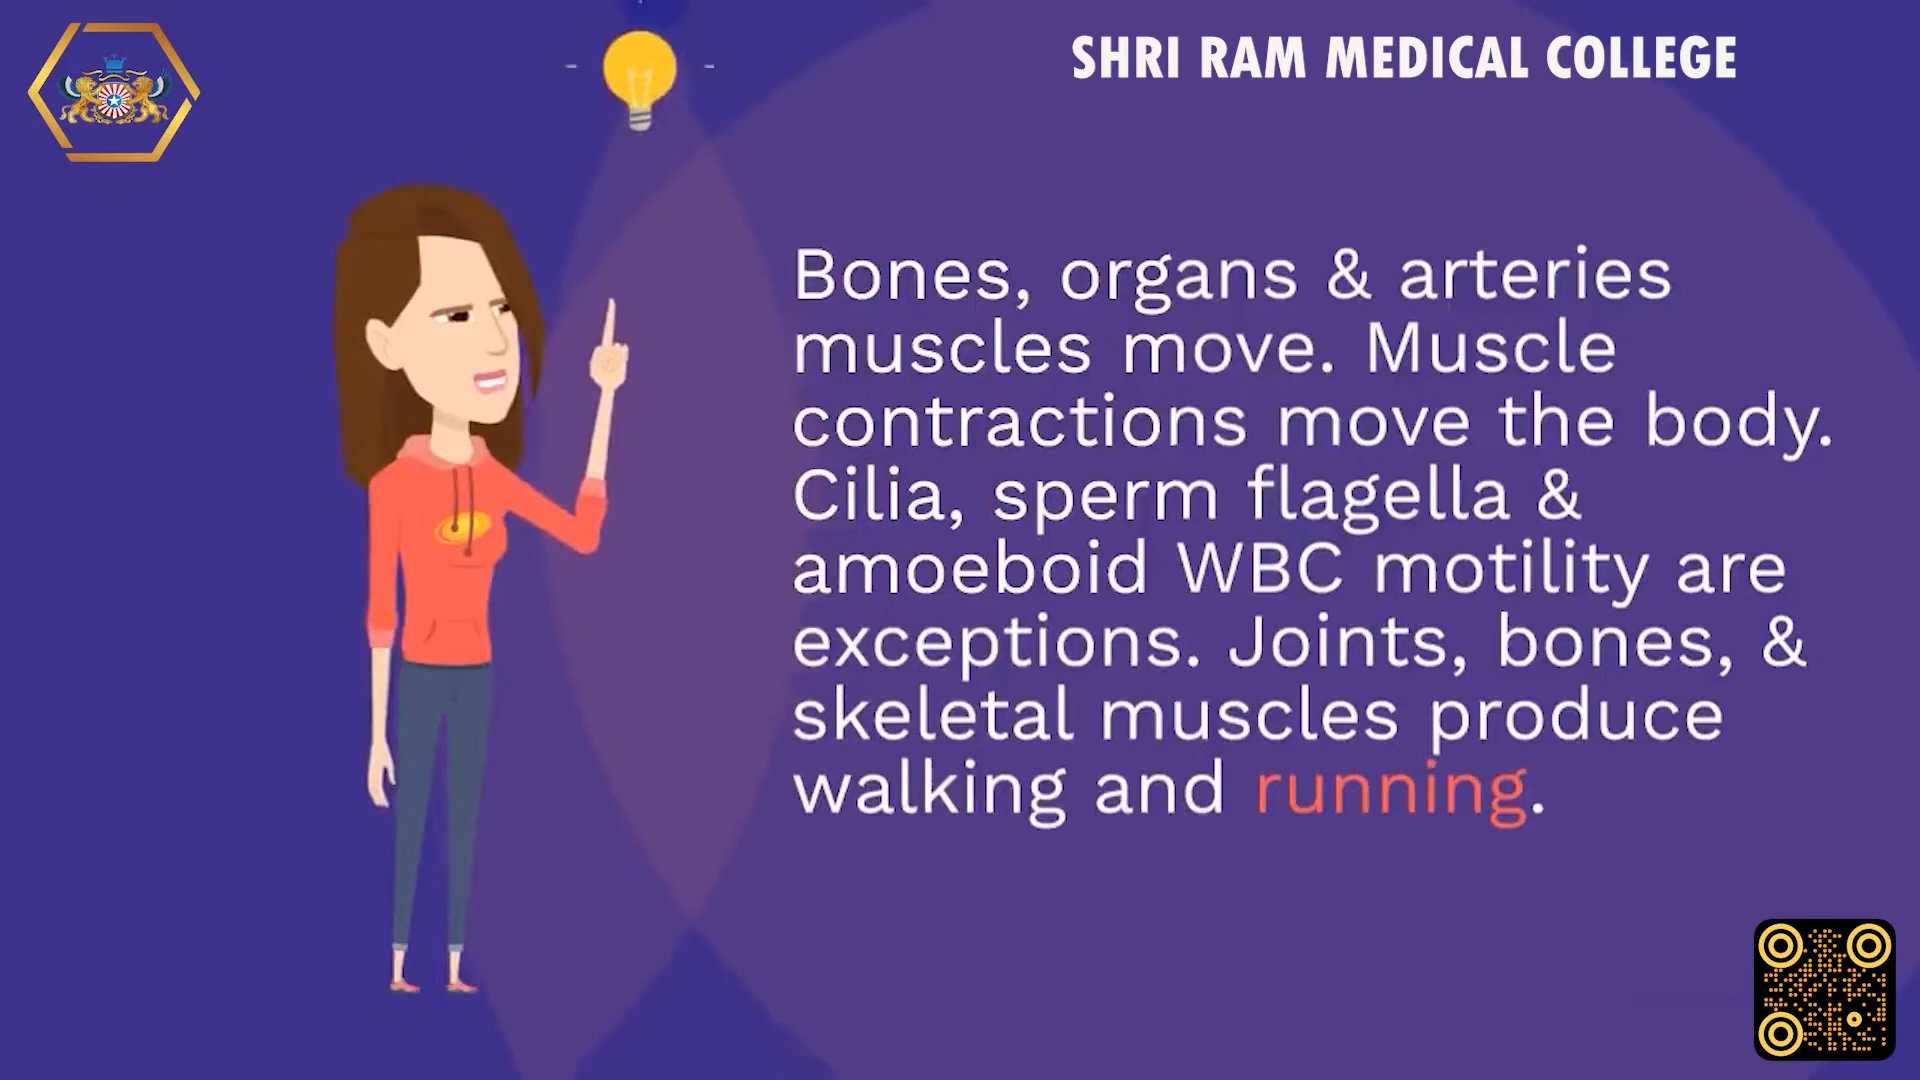 SHRI RAM MEDICAL COLLEGE
Bones, organs & arteries
muscles move. Muscle
contractions move the body.
Cilia, sperm flagella &
amoeboid WBC motility are
exceptions. Joints, bones, &
skeletal muscles produce
walking and running.